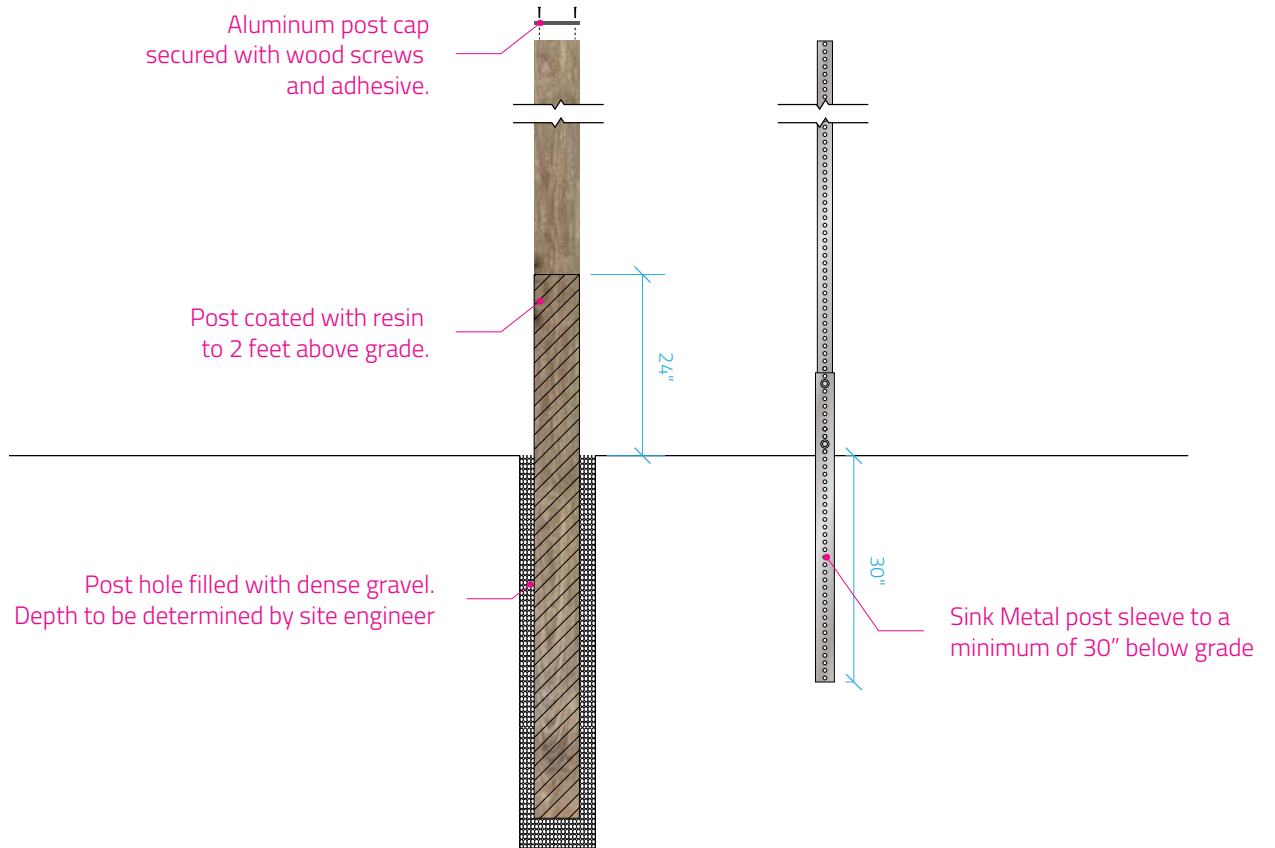 Aluminum post cap
secured with wood screws
and adhesive.
Post coated with resin
to 2 feet above grade.
24"
Post hole filled with dense gravel.
Depth to be determined by site engineer
30"
Sink Metal post sleeve to a
minimum of 30” below grade